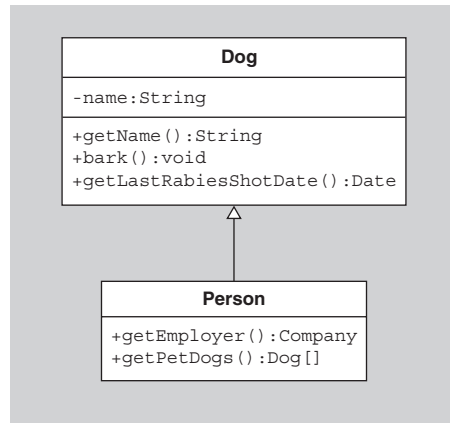 Dog
-name:String
+getName():String
+bark():void
+getLastRabiesShotDate():Date
Person
+getEmployer():Company
+getPetDogs():Dog[]